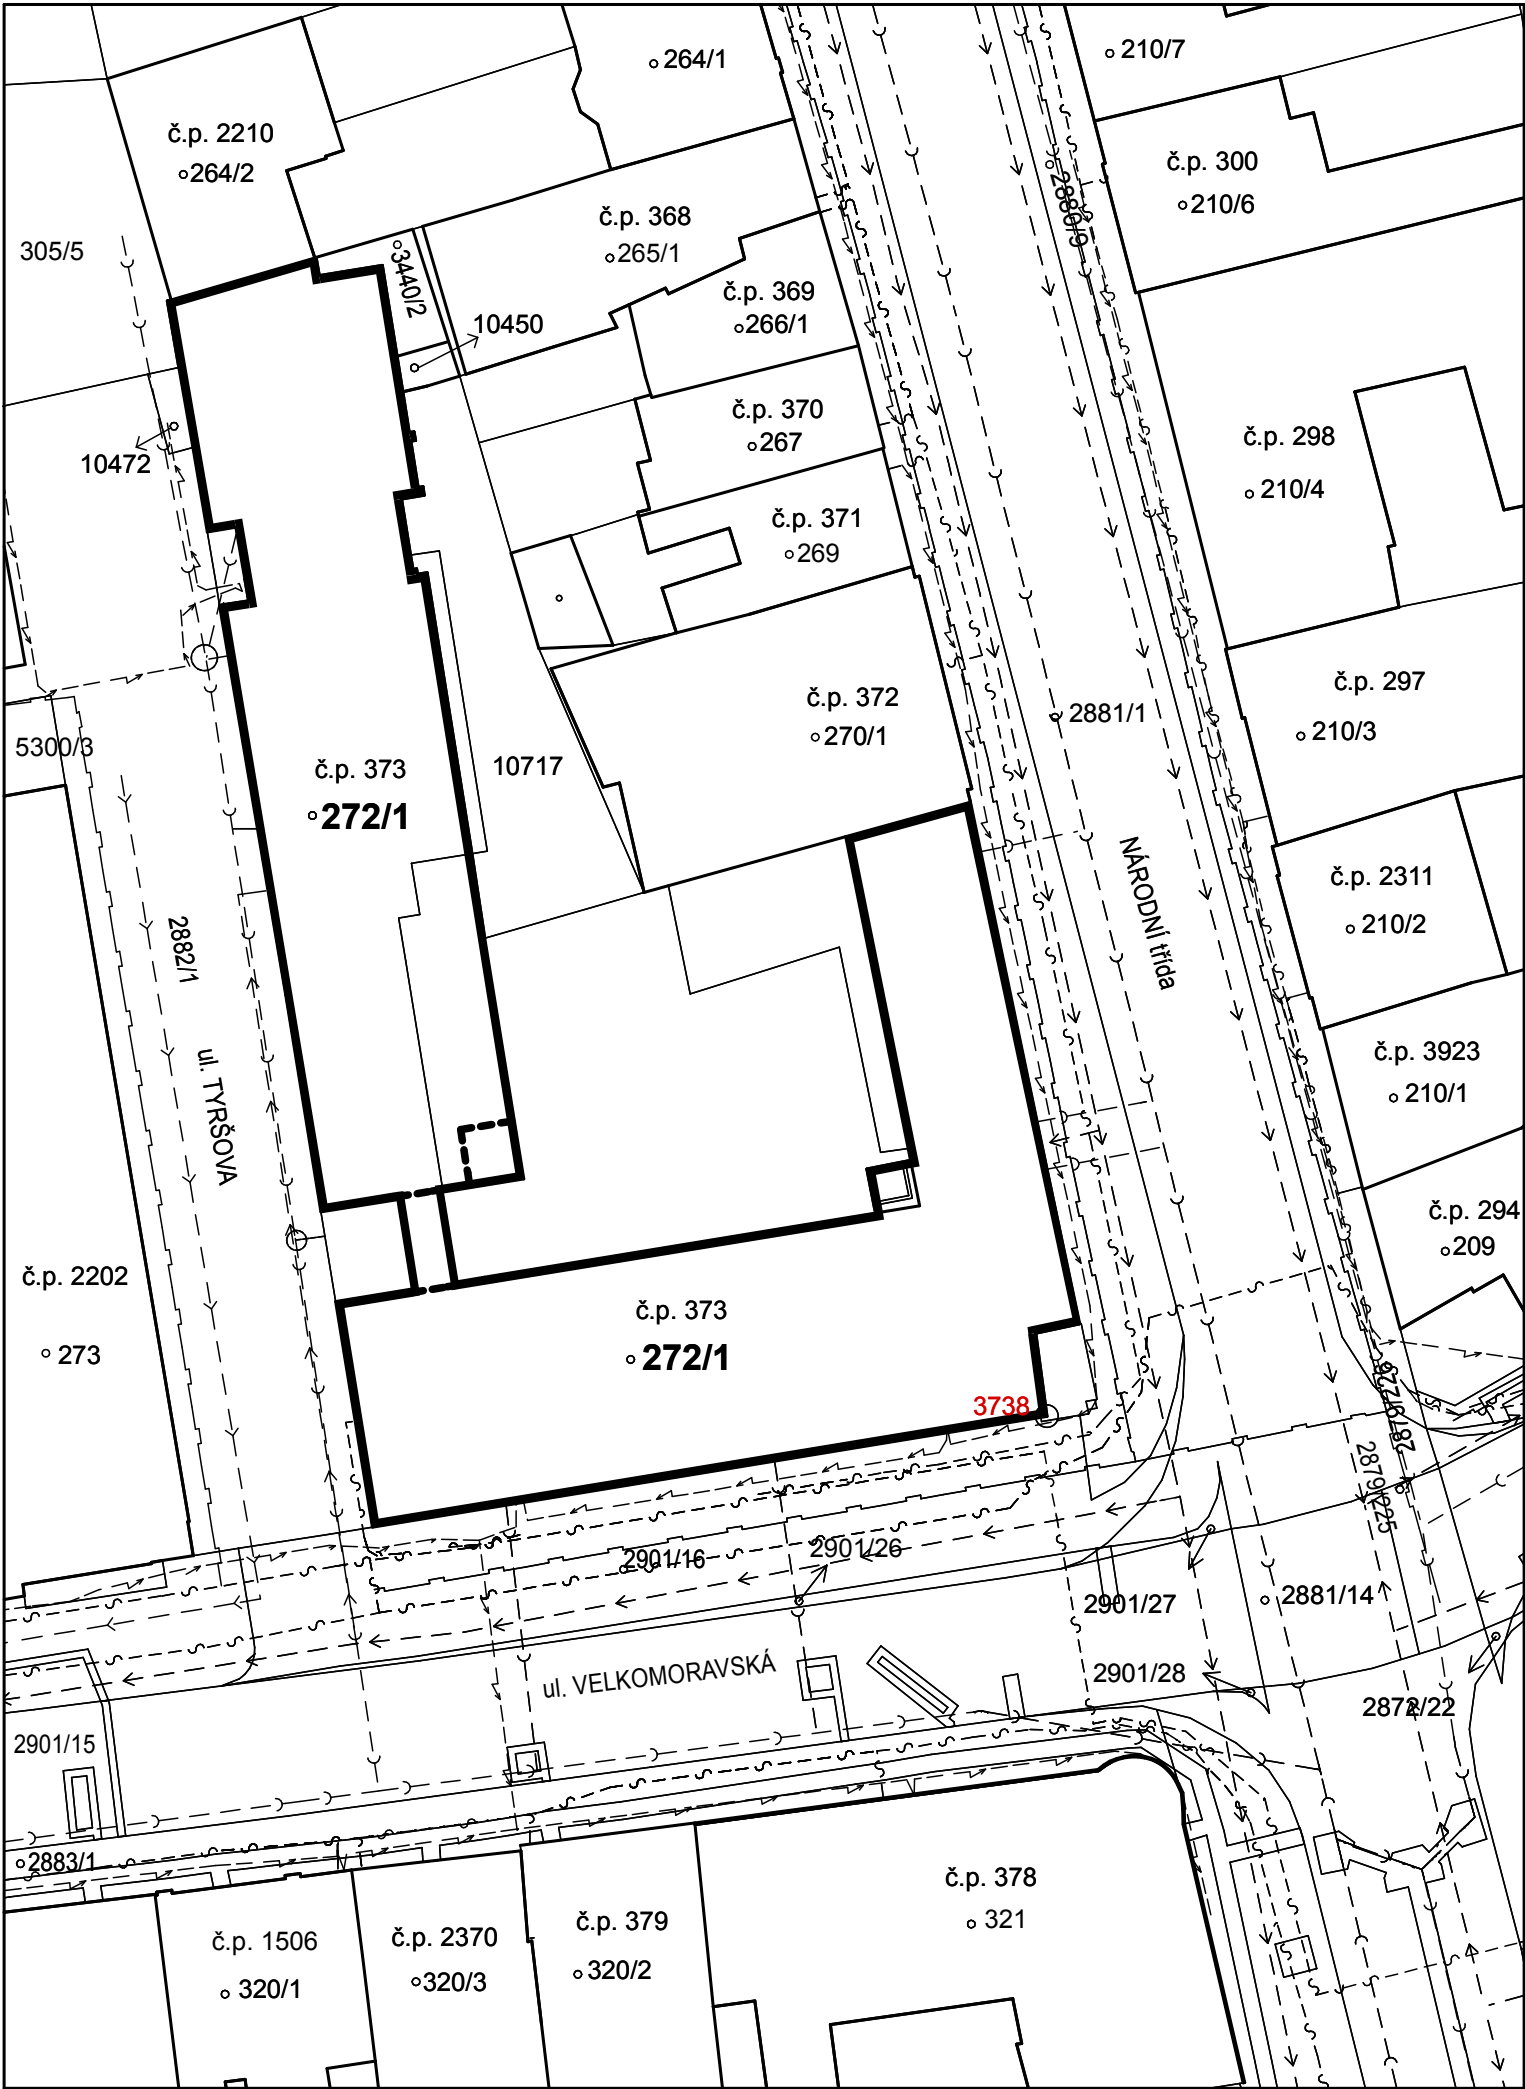 264/1
210/7
č.p. 2210
264/2
č.p. 300
210/6
2880/9
č.p. 368
265/1
305/5
3440/2
č.p. 369
266/1
10450
č.p. 370
267
č.p. 298
210/4
10472
č.p. 371
269
č.p. 297
210/3
č.p. 372
270/1
2881/1
5300/3
č.p. 373
272/1
10717
NÁRODNÍ třída
č.p. 2311
210/2
2882/1
ul. TYRŠOVA
č.p. 3923
210/1
č.p. 294
209
č.p. 2202
273
č.p. 373
272/1
3738
2879/225
2901/16
2901/26
2901/27
2881/14
ul. VELKOMORAVSKÁ
2901/28
2872/22
2901/15
2883/1
č.p. 378
321
č.p. 1506
320/1
č.p. 2370
320/3
č.p. 379
320/2